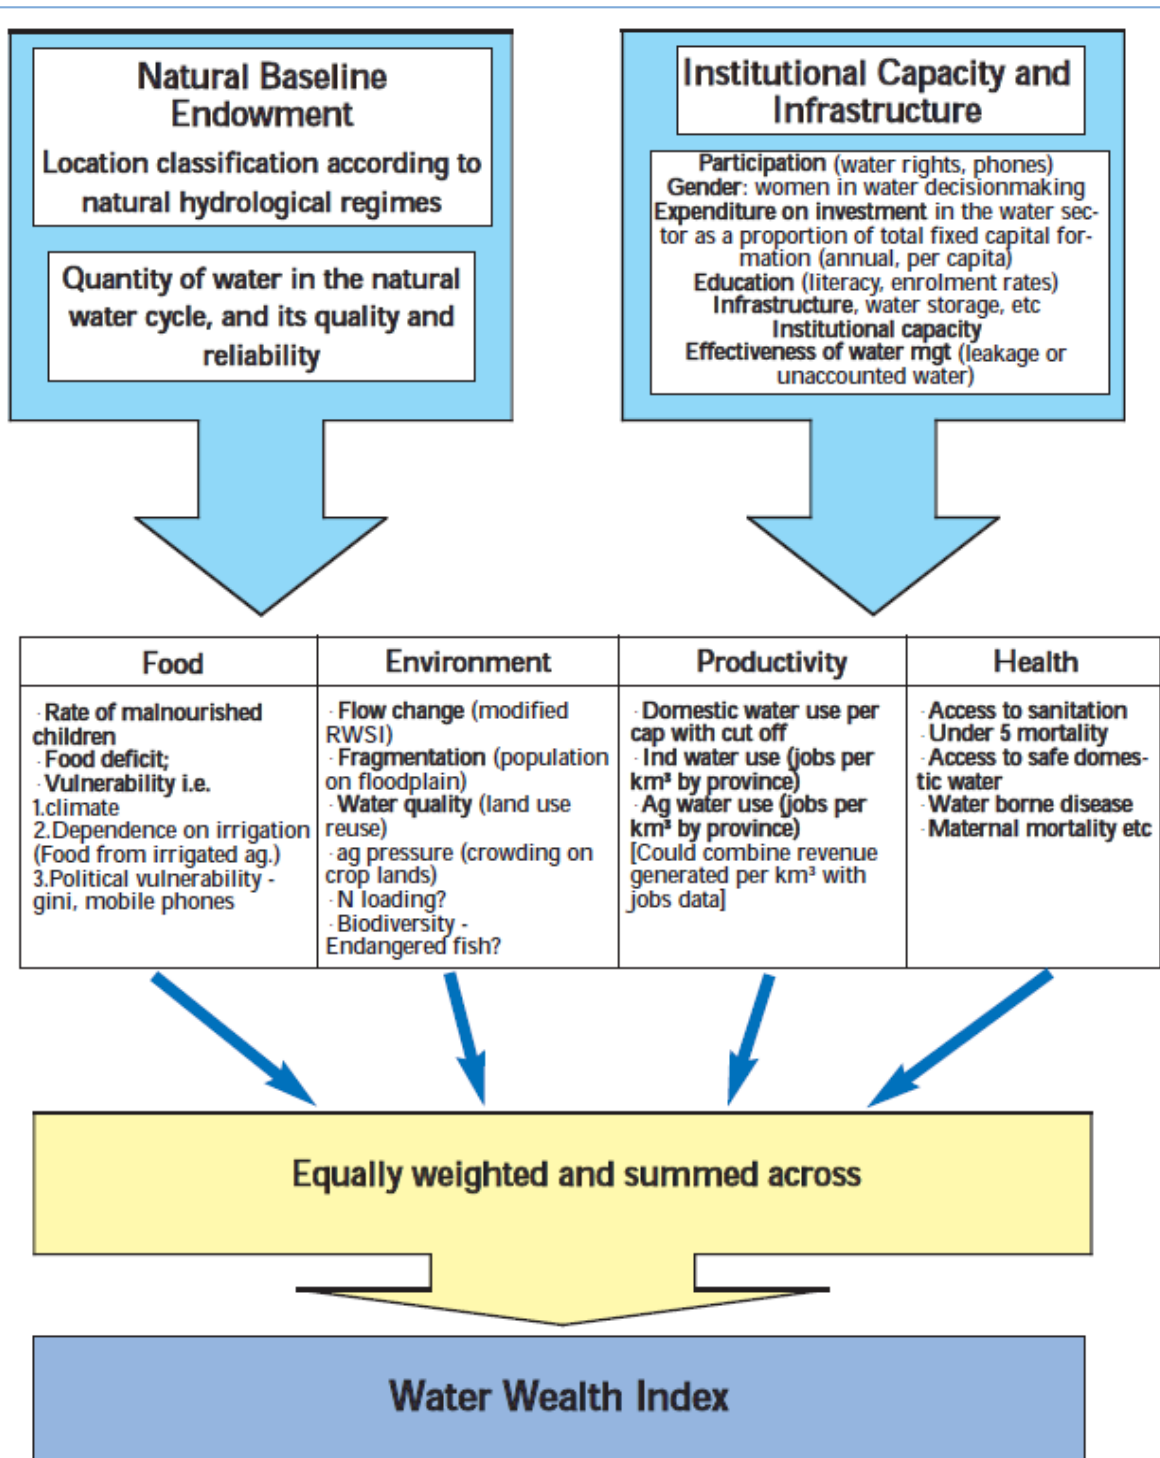 Natural Baseline
Endowment
Location classification according to
natural hydrological regimes
Quantity of water in the natural
water cycle, and its quality and
reliability
Institutional Capacity and
Infrastructure
Participation (water rights, phones)
Gender: women in water decisionmaking
Expenditure on investment in the water sec-
tor as a proportion of total fixed capital for-
mation (annual, per capita)
Education (literacy, enrolment rates)
Infrastructure, water storage, etc
Institutional capacity
Effectiveness of water mgt (leakage or
unaccounted water)
Food
· Rate of malnourished
children
· Food deficit;
· Vulnerability i.e.
1.climate
2.Dependence on irrigation
(Food from irrigated ag.)
3.Political vulnerability -
gini, mobile phones
Environment
· Flow change (modified
RWSI)
· Fragmentation (population
on floodplain)
· Water quality (land use
reuse)
· ag pressure (crowding on
crop lands)
· N loading?
· Biodiversity -
Endangered fish?
Productivity
· Domestic water use per
cap with cut off
· Ind water use (jobs per
km³ by province)
· Ag water use (jobs per
km³ by province)
[Could combine revenue
generated per km³ with
jobs data]
Health
· Access to sanitation
· Under 5 mortality
· Access to safe domes-
tic water
· Water borne disease
· Maternal mortality etc
Equally weighted and summed across
Water Wealth Index